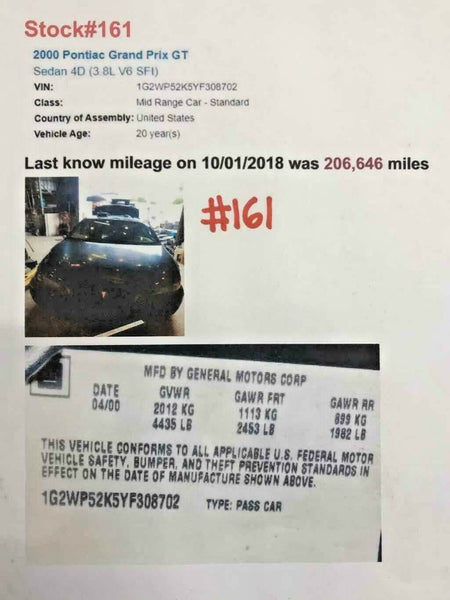 Stock#161
2000 Pontiac Grand Prix GT
Sedan 4D (3.8L V6 SFI)
VIN: 1G2WP52K5YF308702
Class: Mid Range Car - Standard
Country of Assembly: United States
Vehicle Age: 20 year(s)
Last know mileage on 10/01/2018 was 206,646 miles
#161
MFD BY GENERAL MOTORS CORP
DATE GVWR GAWR FRT GAWR RR
04/00 2012 KG 1113 KG 899 KG
4435 LB 2453 LB 1982 LB
THIS VEHICLE CONFORMS TO ALL APPLICABLE U.S. FEDERAL MOTOR
VEHICLE SAFETY, BUMPER, AND THEFT PREVENTION STANDARDS IN
EFFECT ON THE DATE OF MANUFACTURE SHOWN ABOVE.
1G2WP52K5YF308702 TYPE: PASS CAR